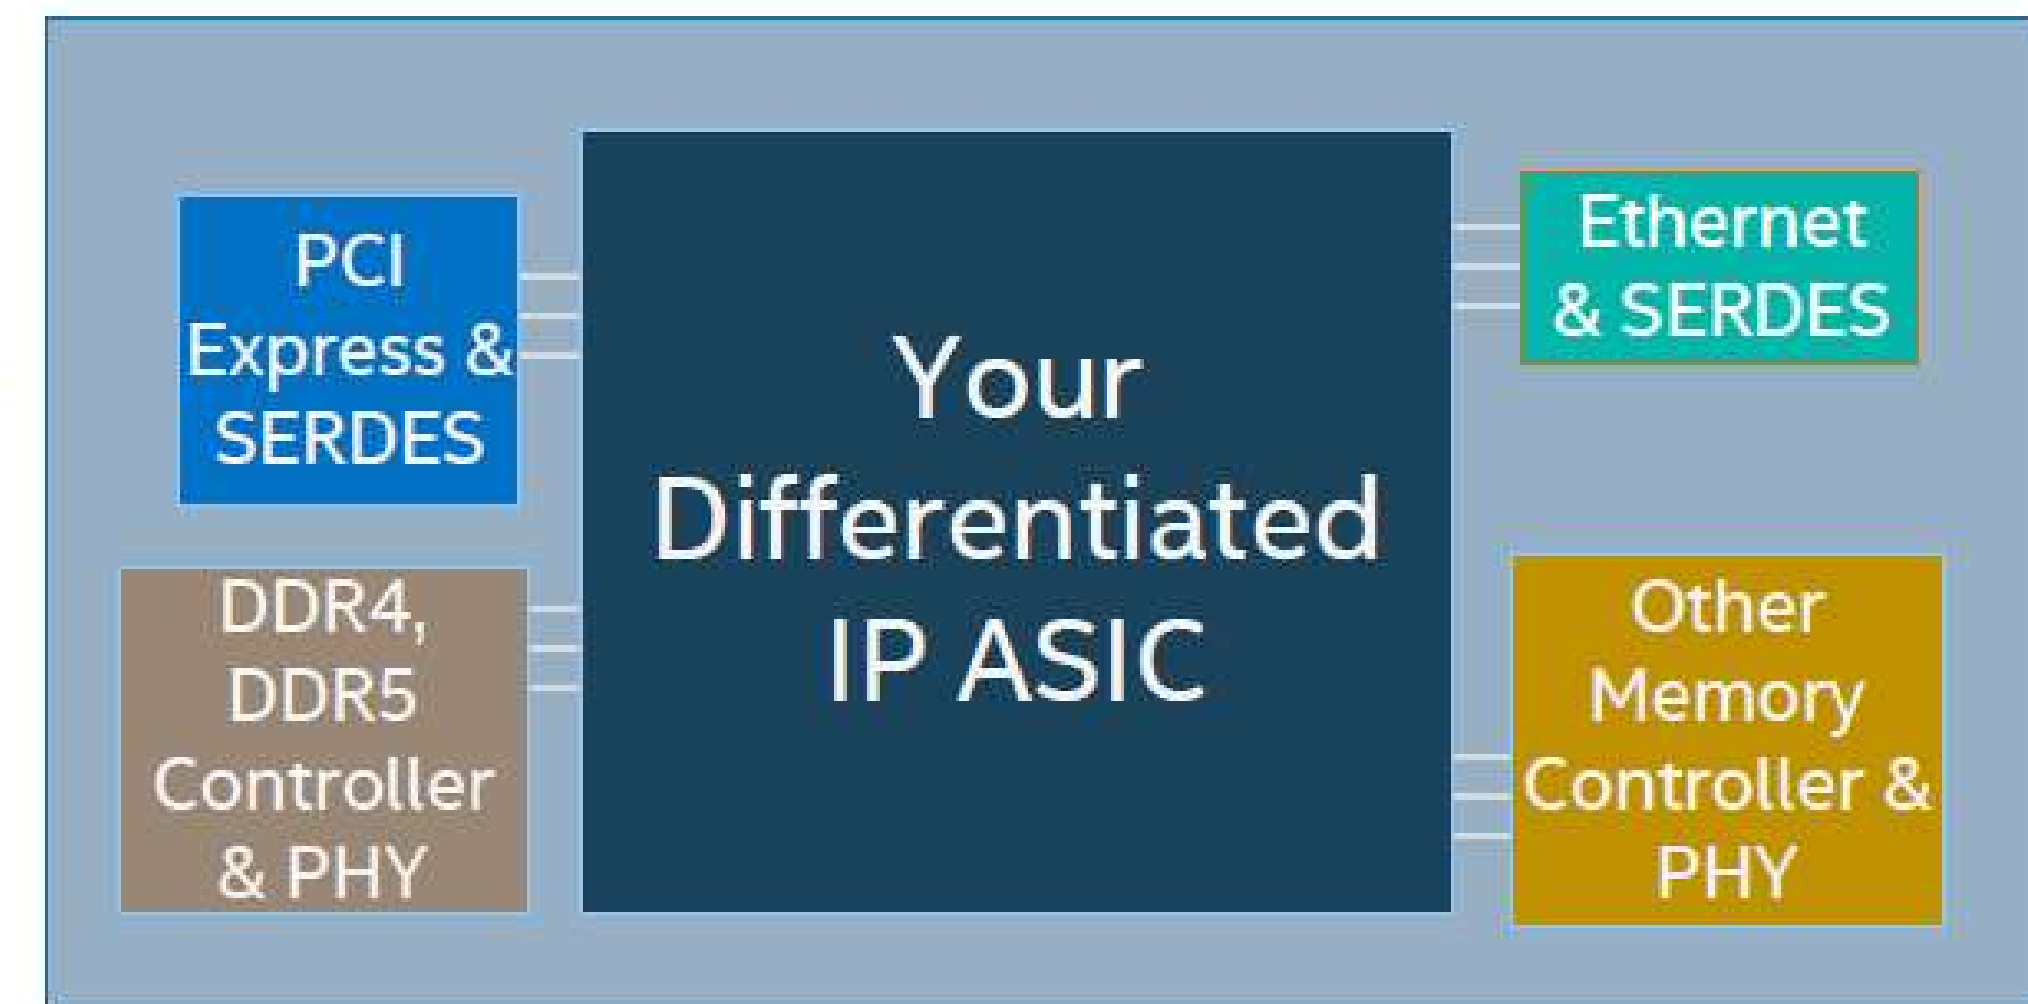 PCI
Express &
SERDES
DDR4,
DDR5
Controller
& PHY
Your
Differentiated
IP ASIC
Ethernet
& SERDES
Other
Memory
Controller &
PHY